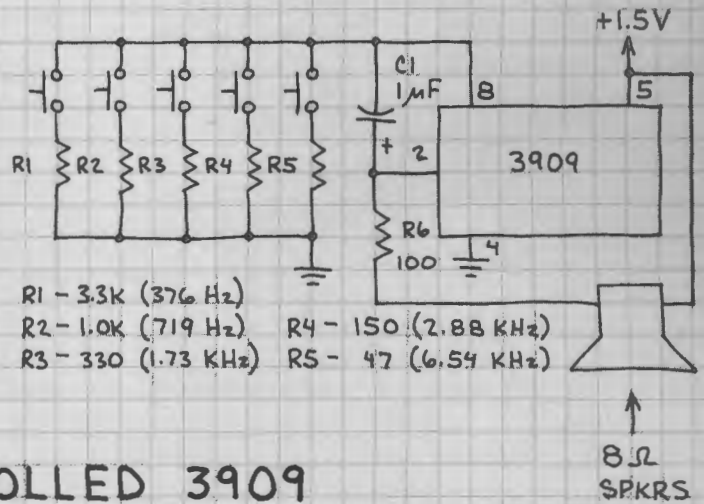 +1.5V
C1
1µF
8
5
+
2
3909
R1
R2
R3
R4
R5
R6
100
4
R1 - 3.3K (376 Hz)
R2 - 1.0K (719 Hz)
R3 - 330 (1.73 KHz)
R4 - 150 (2.88 KHz)
R5 - 47 (6.54 KHz)
8Ω
SPKRS
OLLED 3909